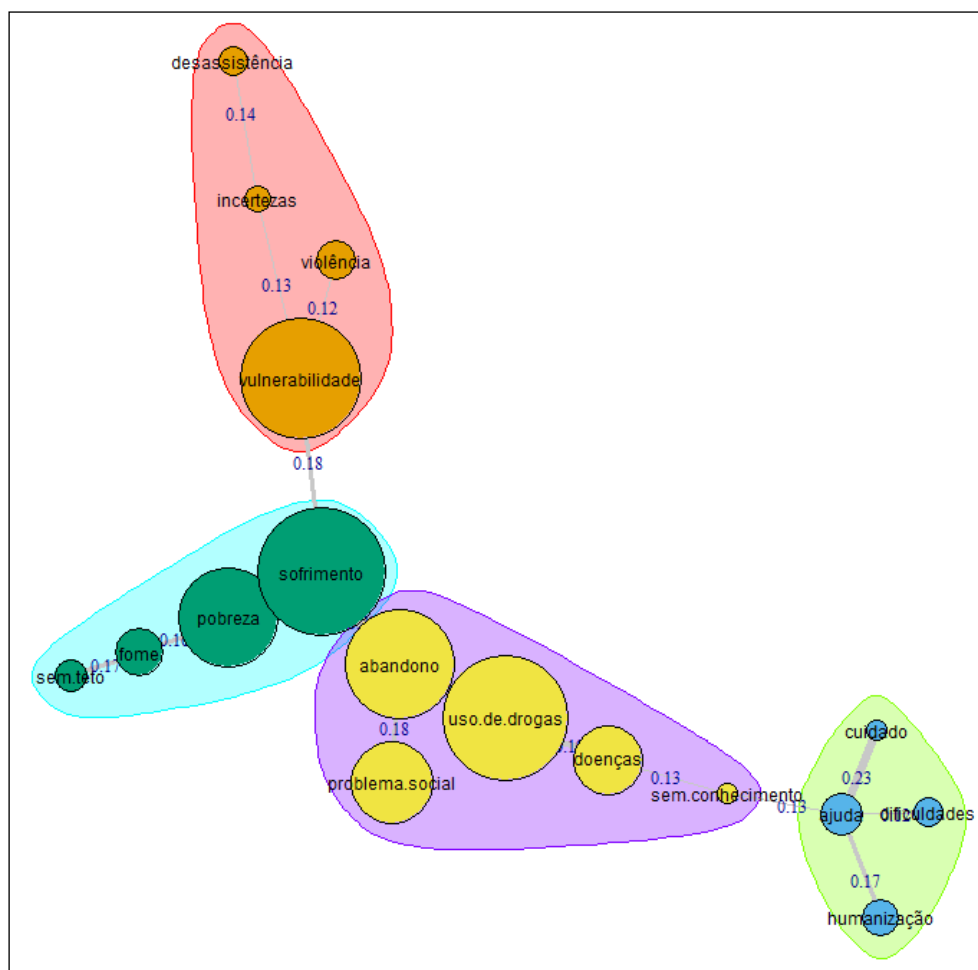 desassistência
0.14
incertezas
violência
0.13
0.12
vulnerabilidade
0.18
sofrimento
pobreza
fome
0.17
sem.teto
abandono
uso.de.drogas
0.18
doenças
problema.social
0.13
sem.conhecimento
0.13
cuidado
0.23
ajuda
dificuldades
0.17
humanização